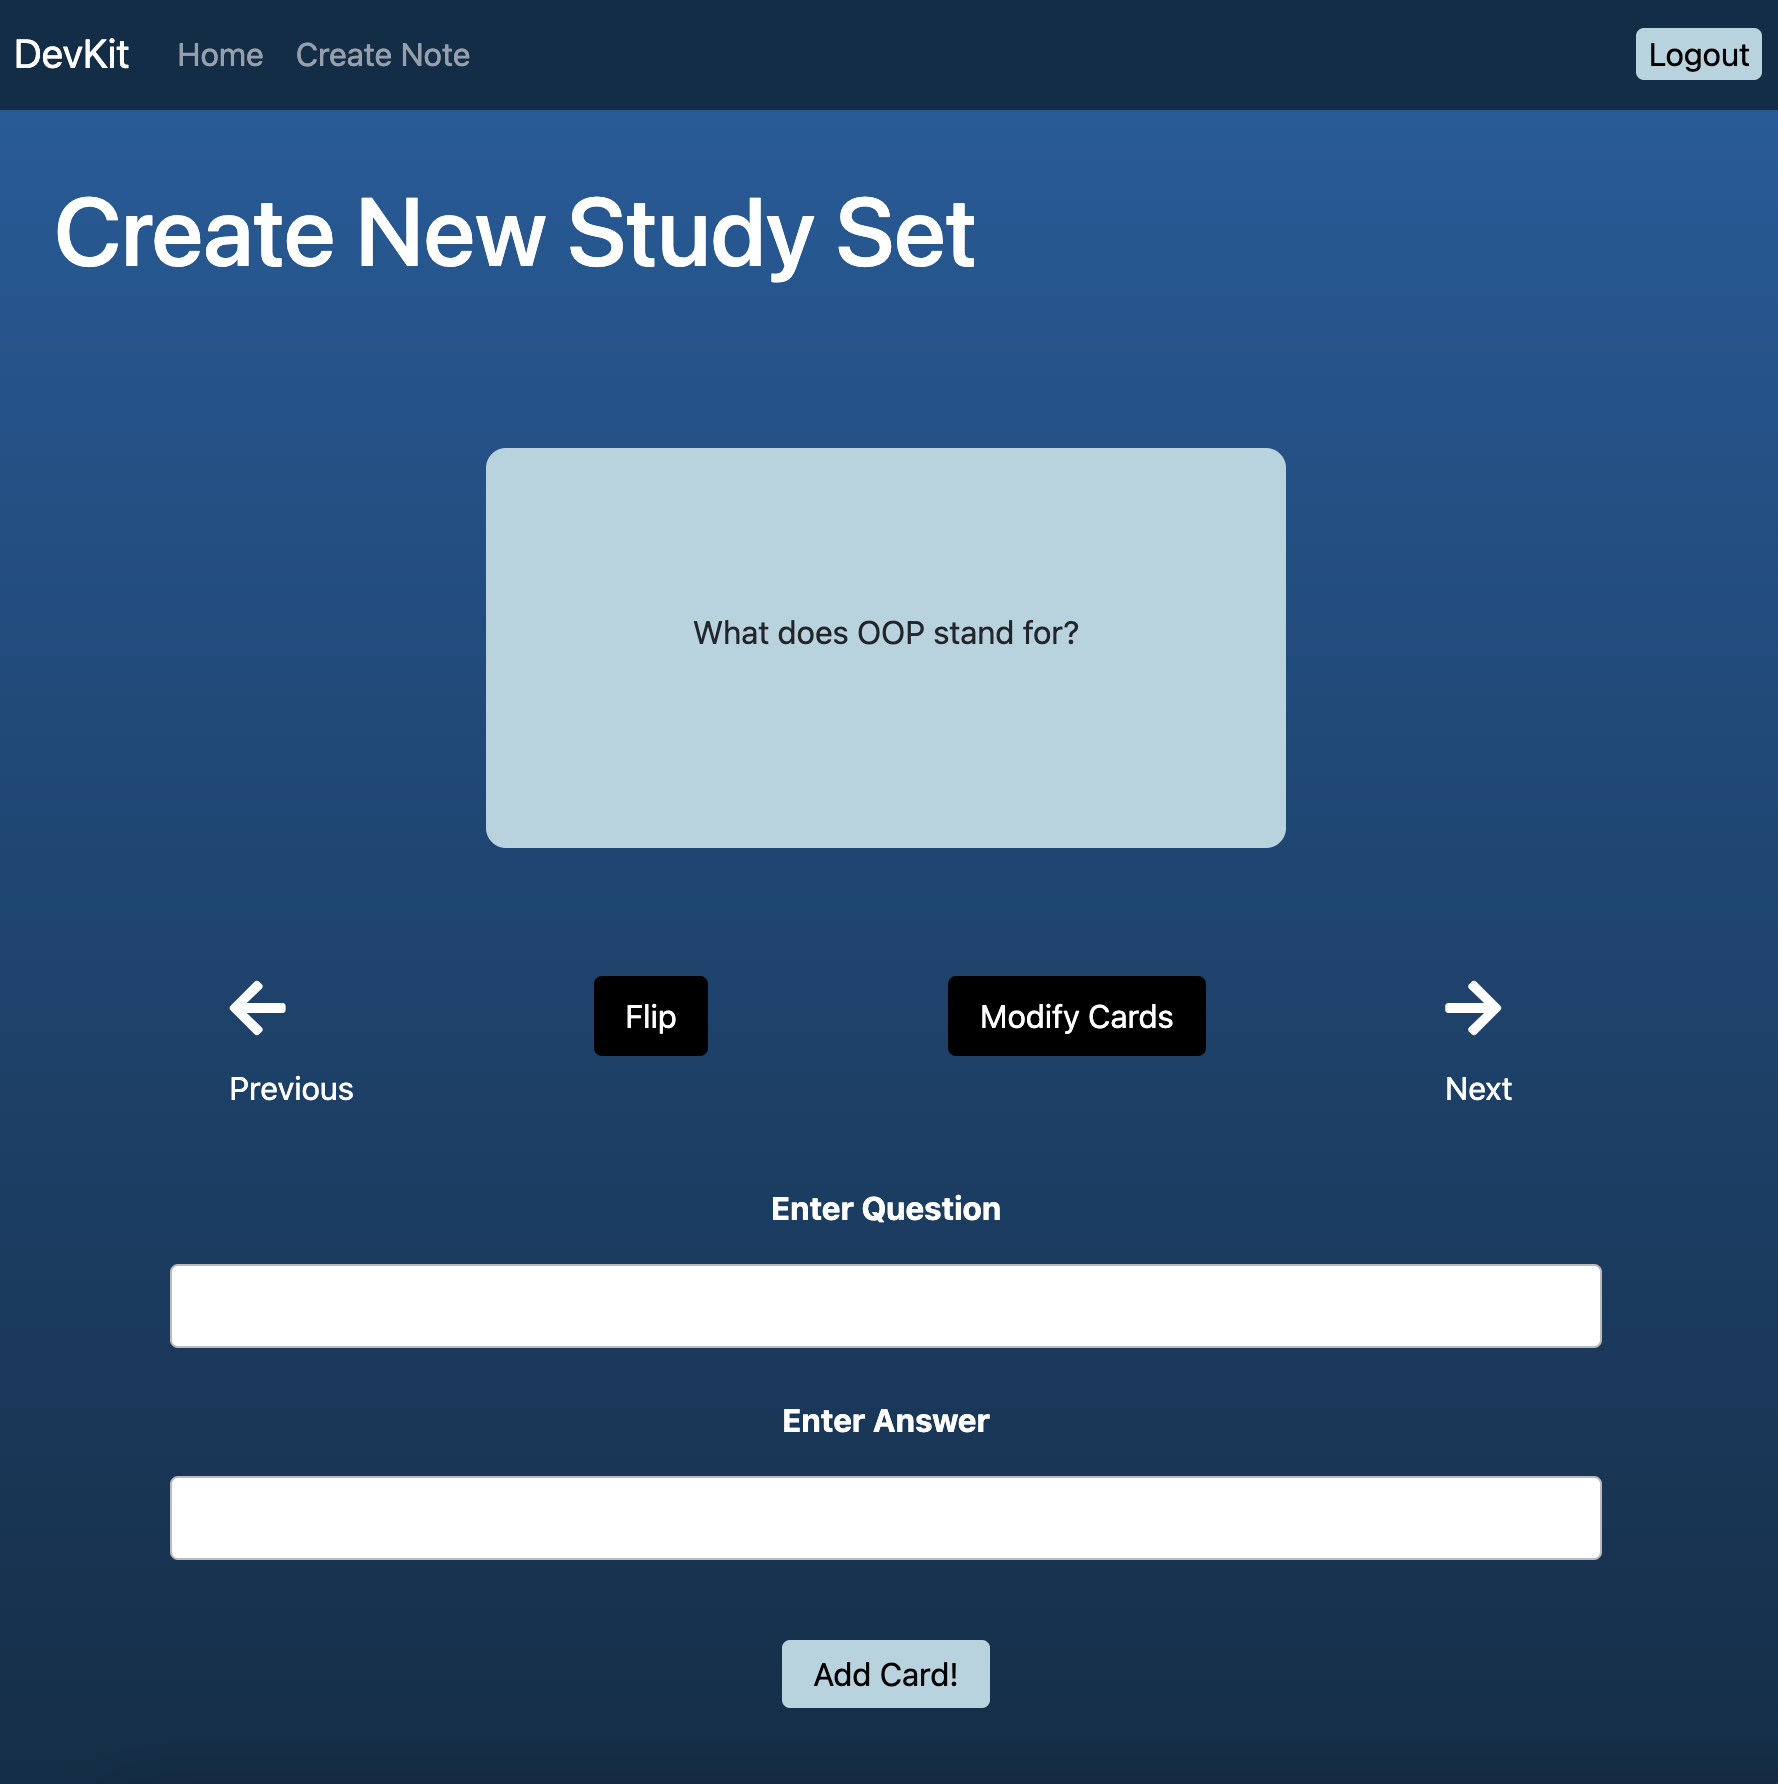 DevKit Home Create Note Logout
Create New Study Set
What does OOP stand for?
Flip Modify Cards
Previous Next
Enter Question
Enter Answer
Add Card!